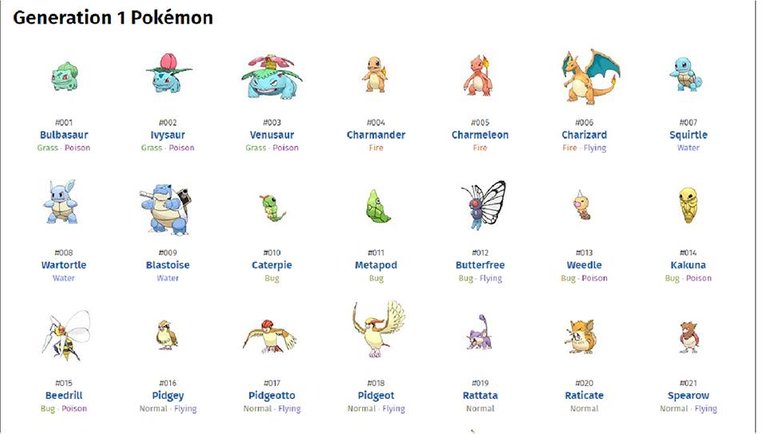 Generation 1 Pokémon
#001 #002 #003 #004 #005 #006 #007
Bulbasaur Ivysaur Venusaur Charmander Charmeleon Charizard Squirtle
Grass · Poison Grass · Poison Grass · Poison Fire Fire Fire · Flying Water
#008 #009 #010 #011 #012 #013 #014
Wartortle Blastoise Caterpie Metapod Butterfree Weedle Kakuna
Water Water Bug Bug Bug · Flying Bug · Poison Bug · Poison
#015 #016 #017 #018 #019 #020 #021
Beedrill Pidgey Pidgeotto Pidgeot Rattata Raticate Spearow
Bug · Poison Normal · Flying Normal · Flying Normal · Flying Normal Normal Normal · Flying